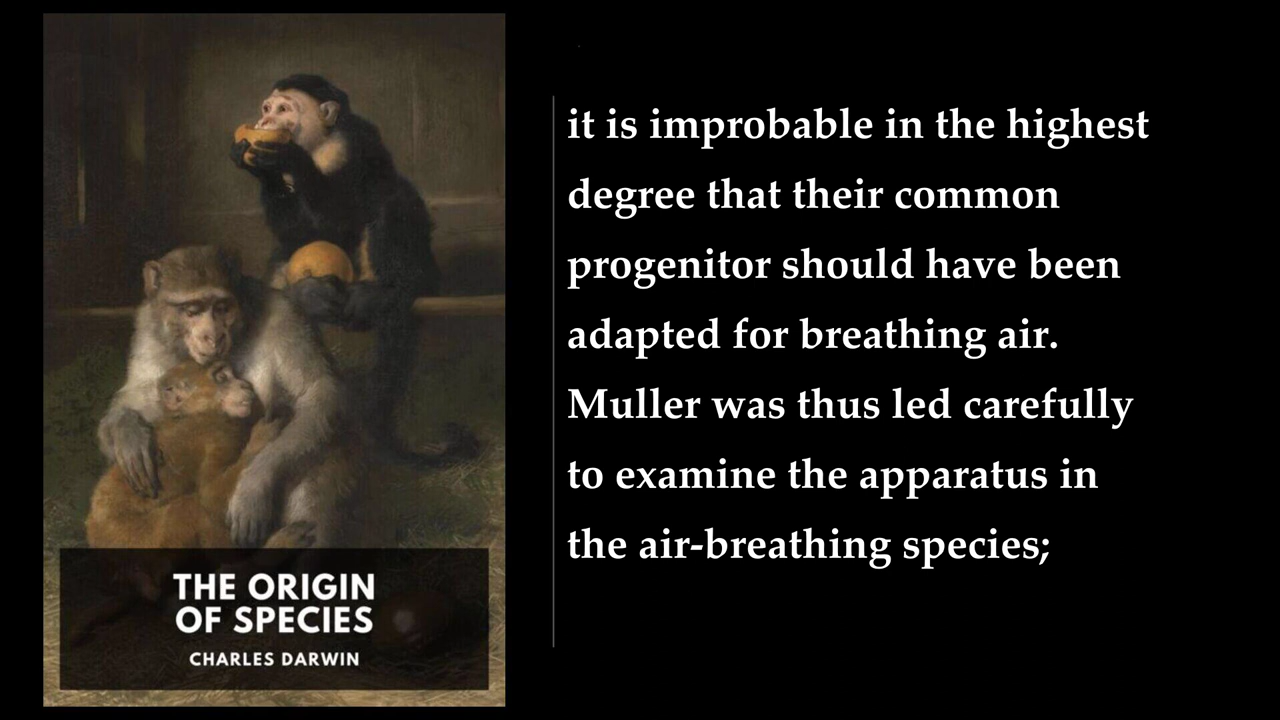 THE ORIGIN
OF SPECIES
CHARLES DARWIN
it is improbable in the highest
degree that their common
progenitor should have been
adapted for breathing air.
Muller was thus led carefully
to examine the apparatus in
the air-breathing species;